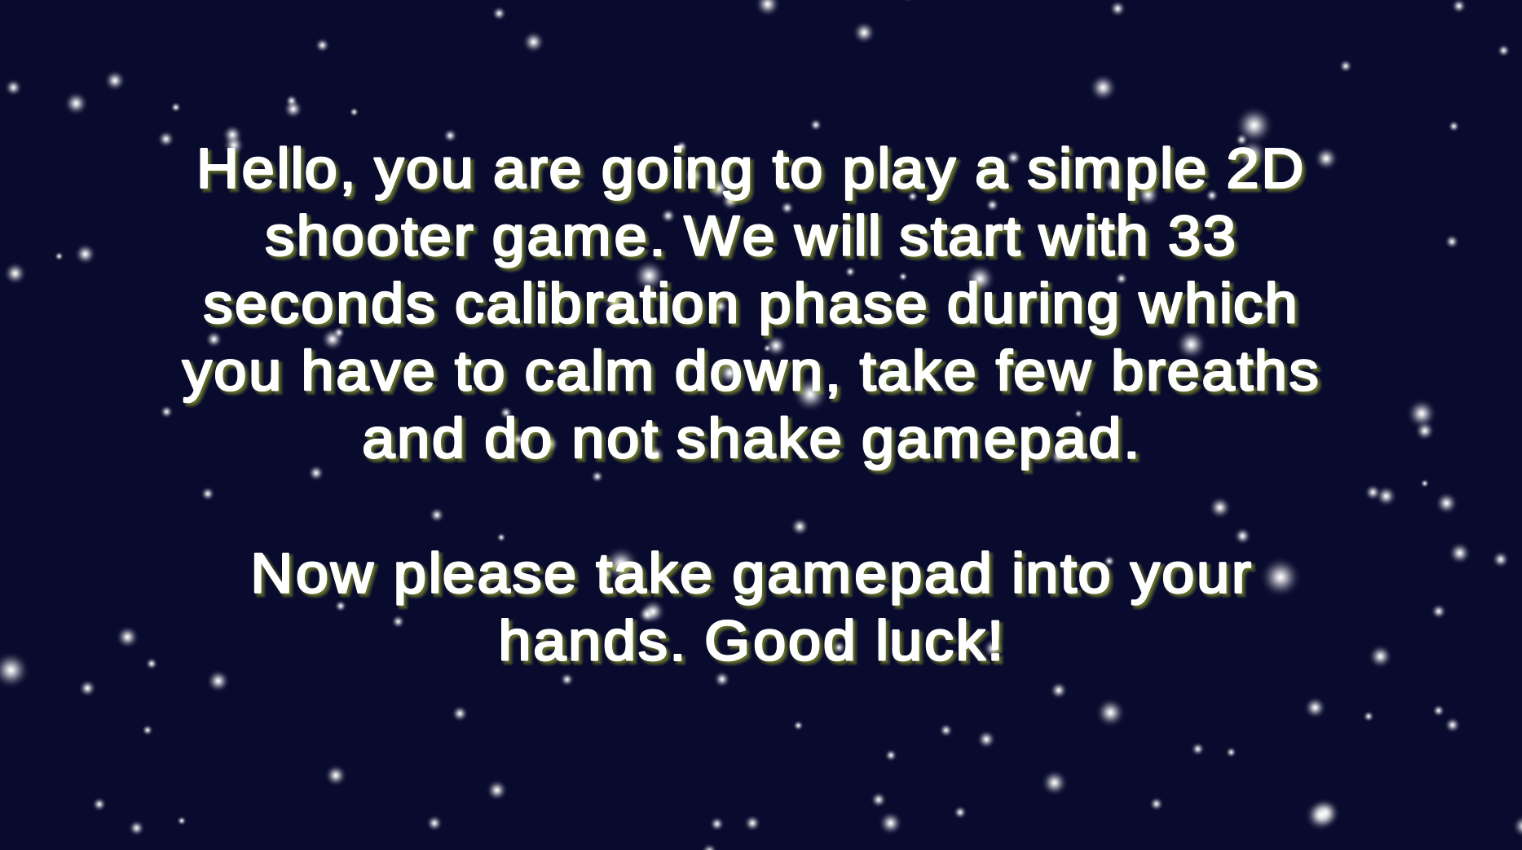 Hello, you are going to play a simple 2D
shooter game. We will start with 33
seconds calibration phase during which
you have to calm down, take few breaths
and do not shake gamepad.
Now please take gamepad into your
hands. Good luck!